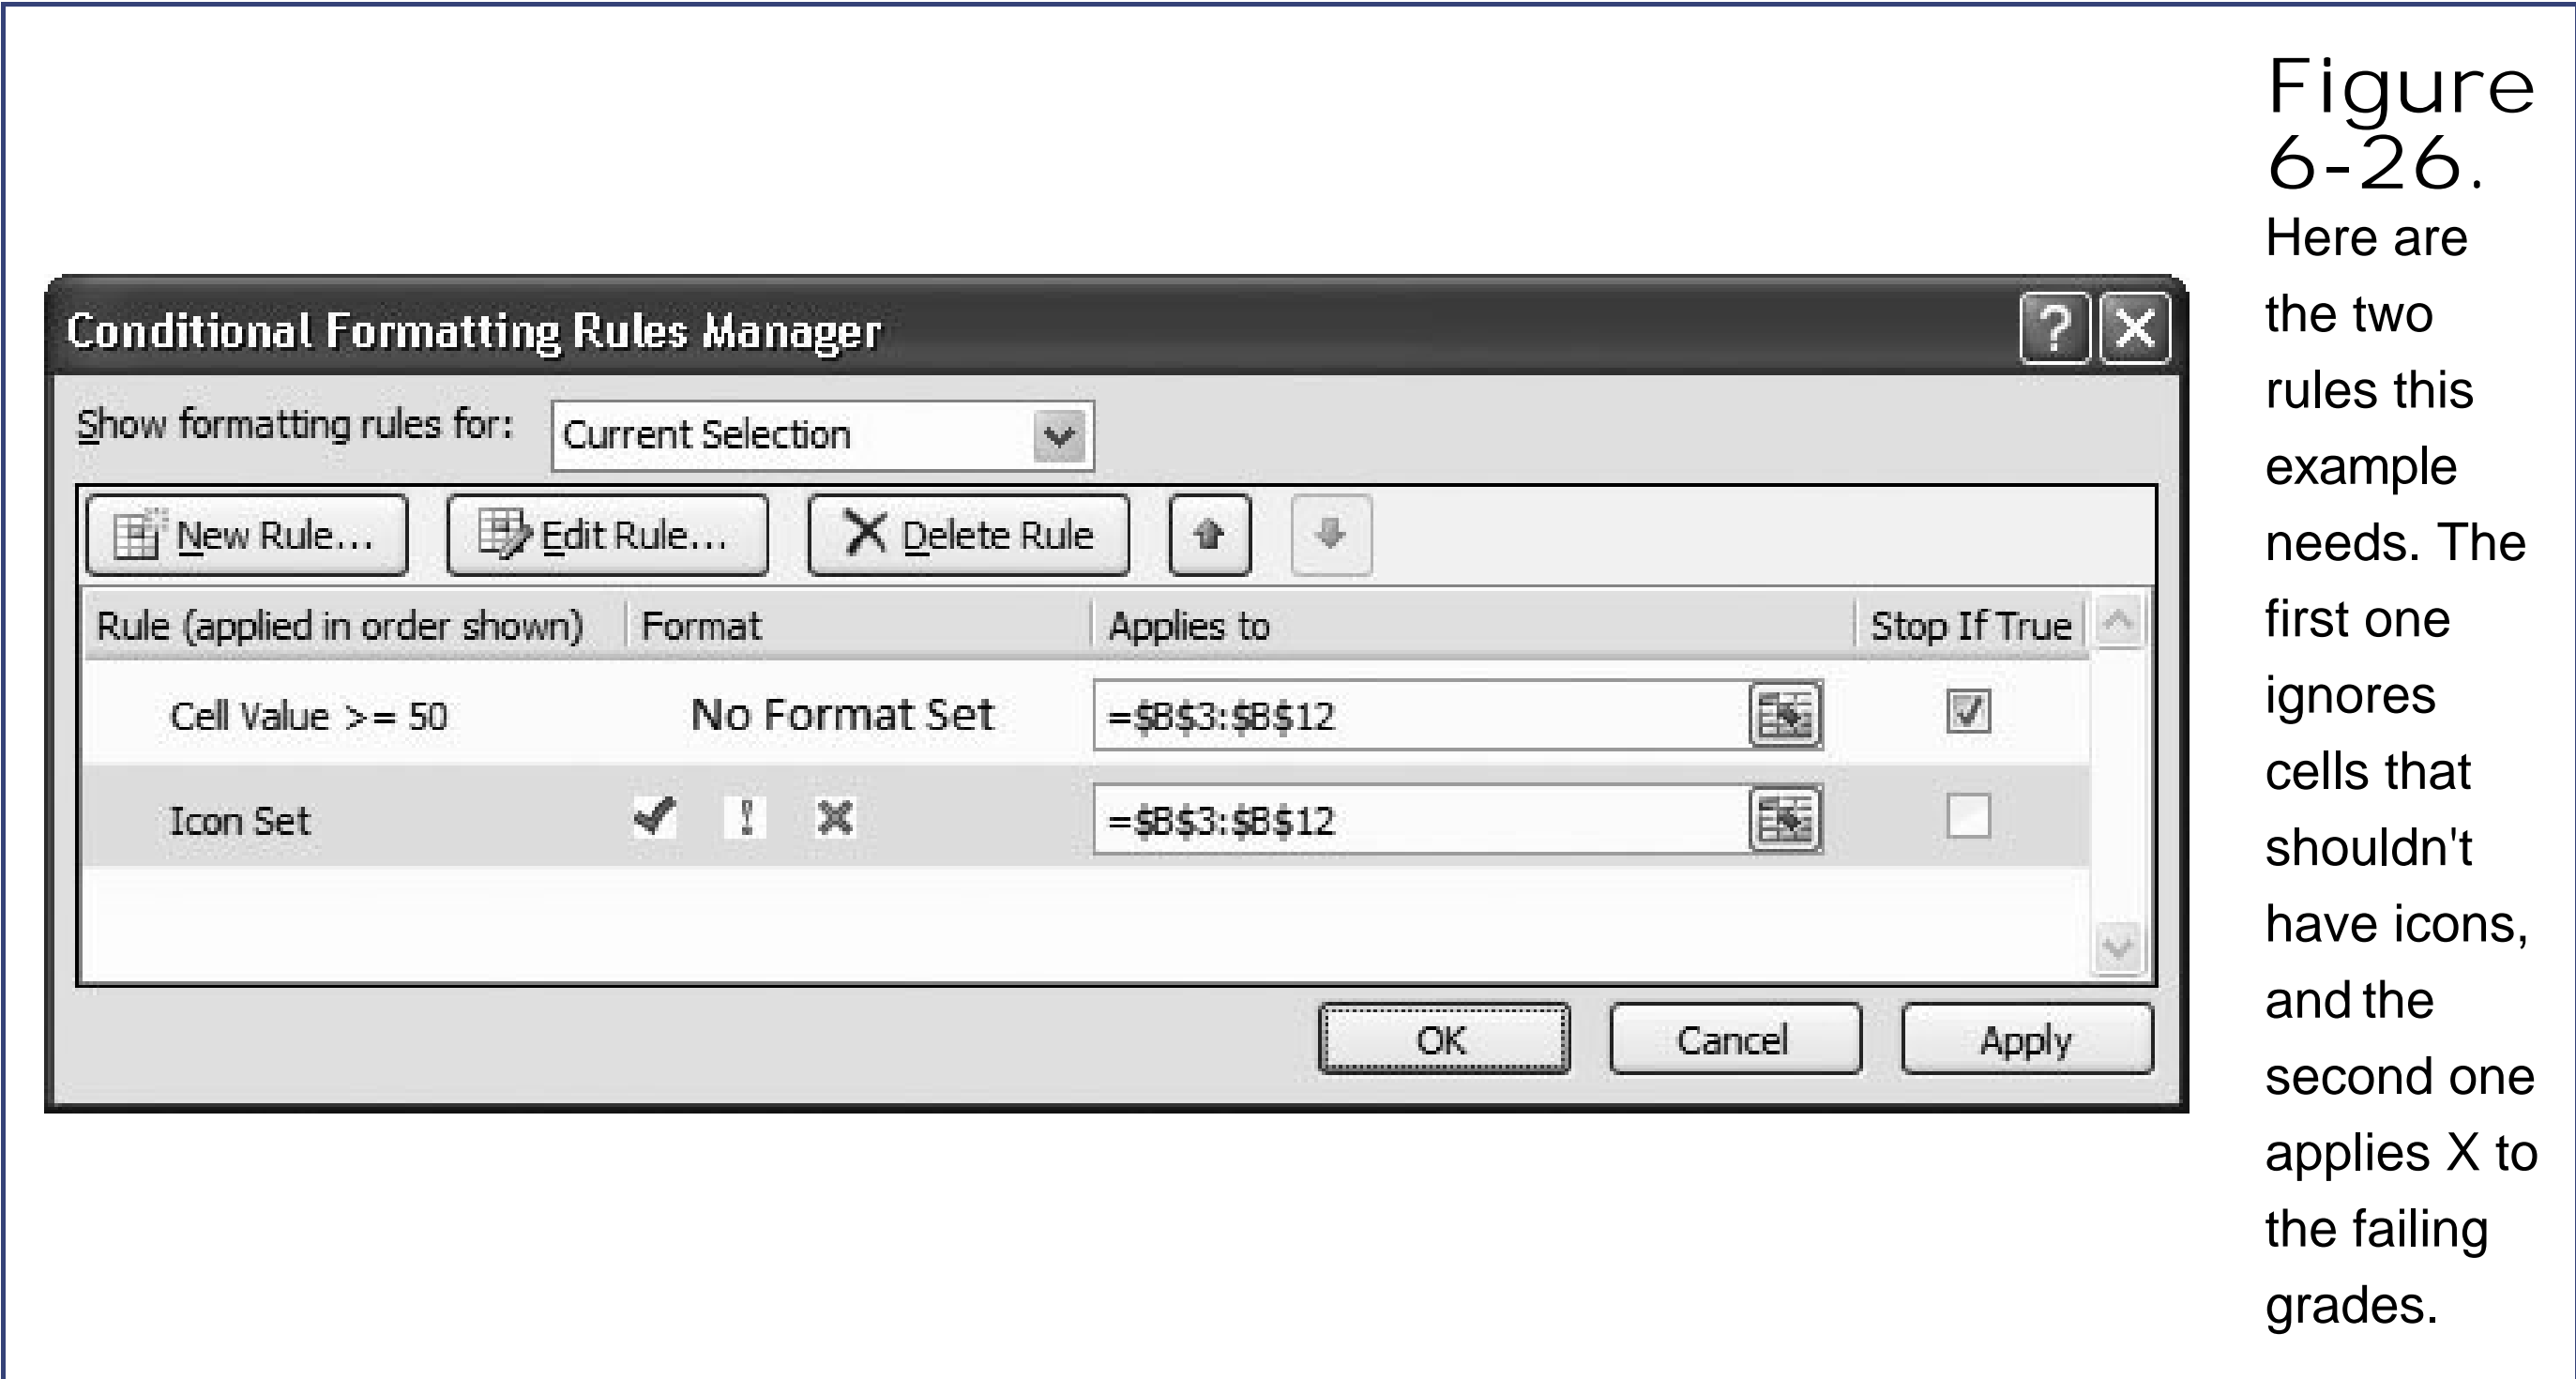 Conditional Formatting Rules Manager
Show formatting rules for: Current Selection
New Rule... Edit Rule... Delete Rule
Rule (applied in order shown) Format Applies to Stop If True
Cell Value >= 50 No Format Set =$B$3:$B$12
Icon Set =$B$3:$B$12
OK Cancel Apply
Figure
6-26.
Here are
the two
rules this
example
needs. The
first one
ignores
cells that
shouldn't
have icons,
and the
second one
applies X to
the failing
grades.